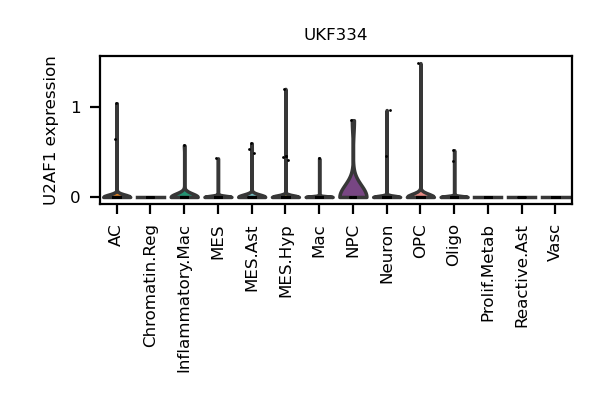 UKF334
U2AF1 expression
1
0
AC
Chromatin.Reg
Inflammatory.Mac
MES
MES.Ast
MES.Hyp
Mac
NPC
Neuron
OPC
Oligo
Prolif.Metab
Reactive.Ast
Vasc